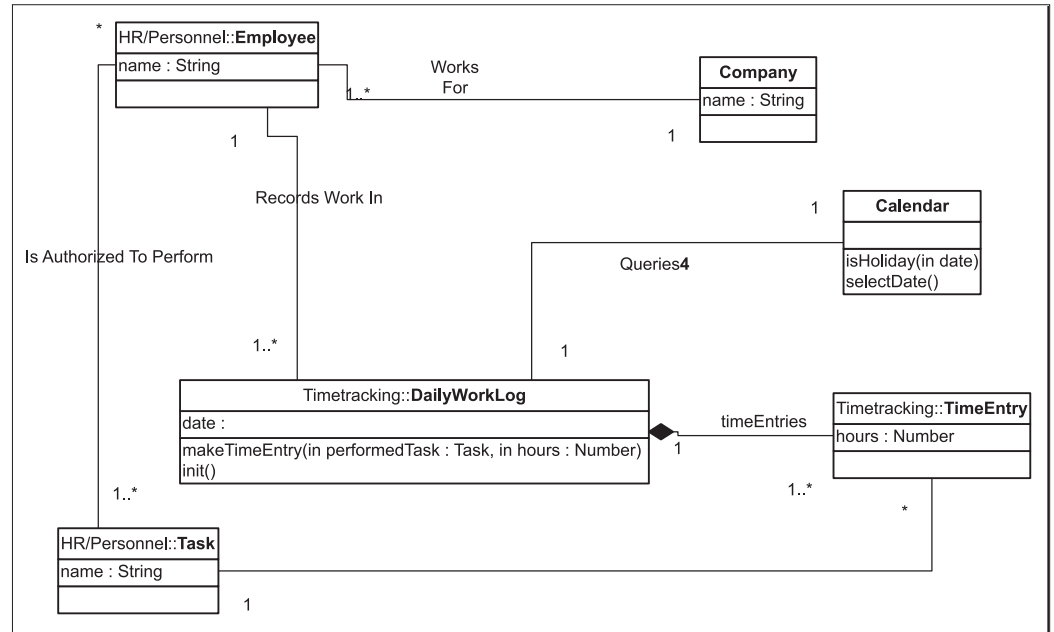 *
HR/Personnel::Employee
name : String
Works
For
1..*
Company
name : String
1
1
Records Work In
1
Calendar
isHoliday(in date)
selectDate()
Is Authorized To Perform
Queries4
1..*
1
Timetracking::DailyWorkLog
date :
makeTimeEntry(in performedTask : Task, in hours : Number)
init()
timeEntries
1
Timetracking::TimeEntry
hours : Number
1..*
*
1..*
HR/Personnel::Task
name : String
1